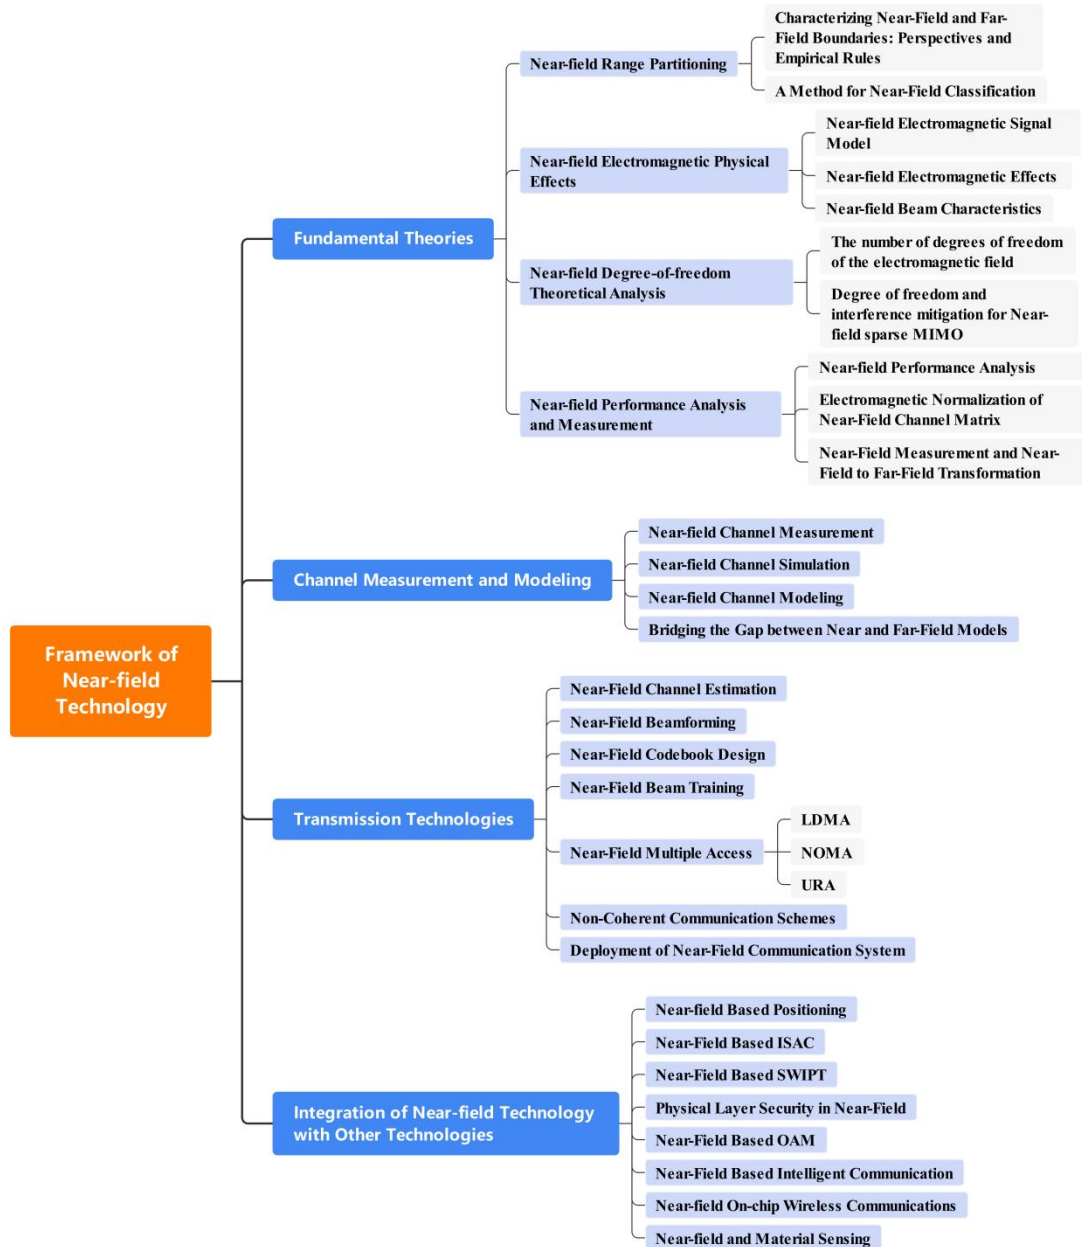 Framework of
Near-field
Technology
Fundamental Theories
Near-field Range Partitioning
Characterizing Near-Field and Far-
Field Boundaries: Perspectives and
Empirical Rules
A Method for Near-Field Classification
Near-field Electromagnetic Physical
Effects
Near-field Electromagnetic Signal
Model
Near-field Electromagnetic Effects
Near-field Beam Characteristics
Near-field Degree-of-freedom
Theoretical Analysis
The number of degrees of freedom
of the electromagnetic field
Degree of freedom and
interference mitigation for Near-
field sparse MIMO
Near-field Performance Analysis
and Measurement
Near-field Performance Analysis
Electromagnetic Normalization of
Near-Field Channel Matrix
Near-Field Measurement and Near-
Field to Far-Field Transformation
Channel Measurement and Modeling
Near-field Channel Measurement
Near-field Channel Simulation
Near-field Channel Modeling
Bridging the Gap between Near and Far-Field Models
Transmission Technologies
Near-Field Channel Estimation
Near-Field Beamforming
Near-Field Codebook Design
Near-Field Beam Training
Near-Field Multiple Access
LDMA
NOMA
URA
Non-Coherent Communication Schemes
Deployment of Near-Field Communication System
Integration of Near-field Technology
with Other Technologies
Near-field Based Positioning
Near-Field Based ISAC
Near-Field Based SWIPT
Physical Layer Security in Near-Field
Near-Field Based OAM
Near-Field Based Intelligent Communication
Near-field On-chip Wireless Communications
Near-field and Material Sensing